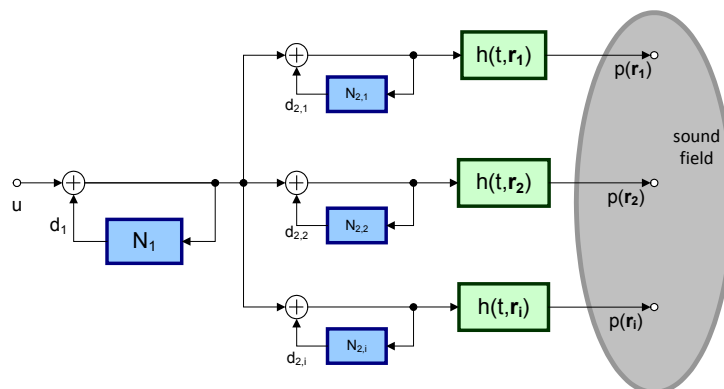 h(t,r₁)
p(r₁)
d₂,₁
N₂,₁
sound
field
u
d₁
N₁
h(t,r₂)
p(r₂)
d₂,₂
N₂,₂
h(t,rᵢ)
p(rᵢ)
d₂,ᵢ
N₂,ᵢ